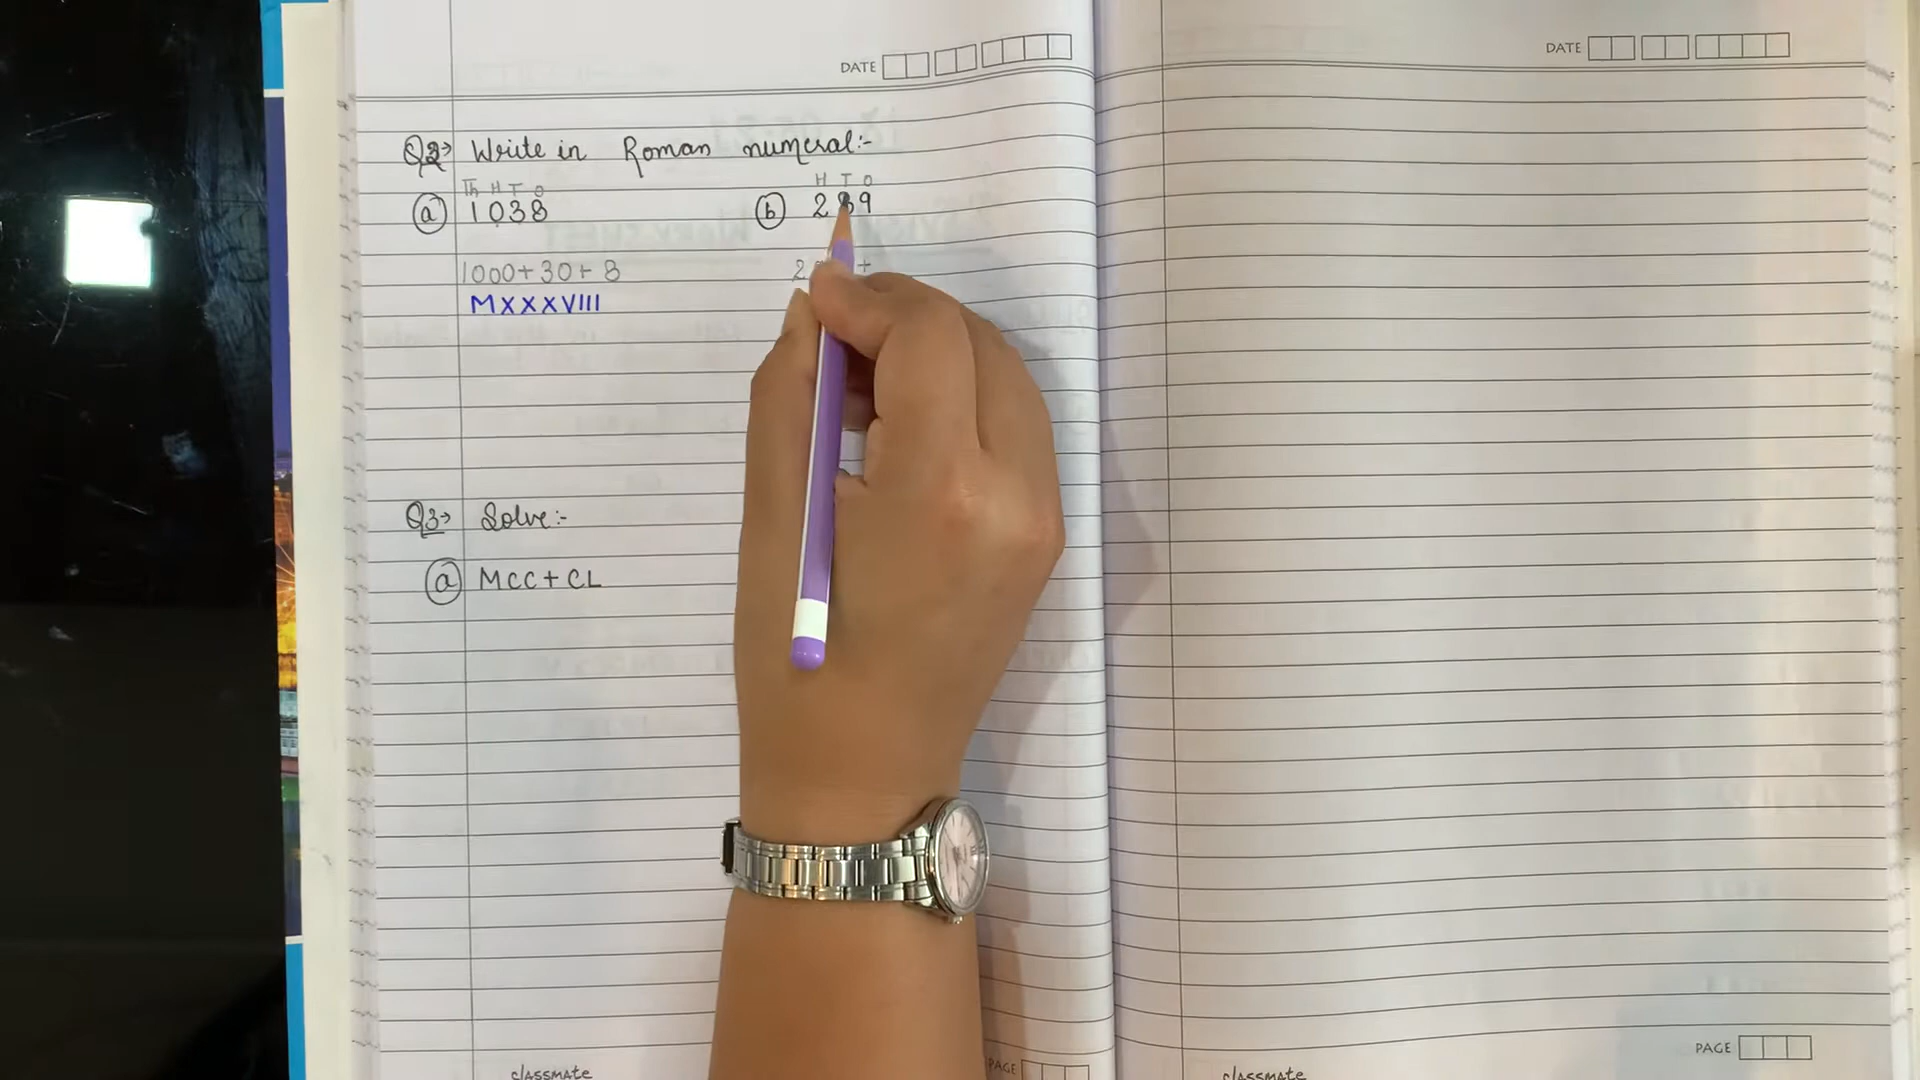 DATE
DATE
Q2→ Write in Roman numeral:-
Th H T O
H T O
(a) 1038
(b) 289
1000+30+8
2 +
MXXXVIII
Q3→ Solve:-
(a) MCC+CL
PAGE
PAGE
classmate
classmate